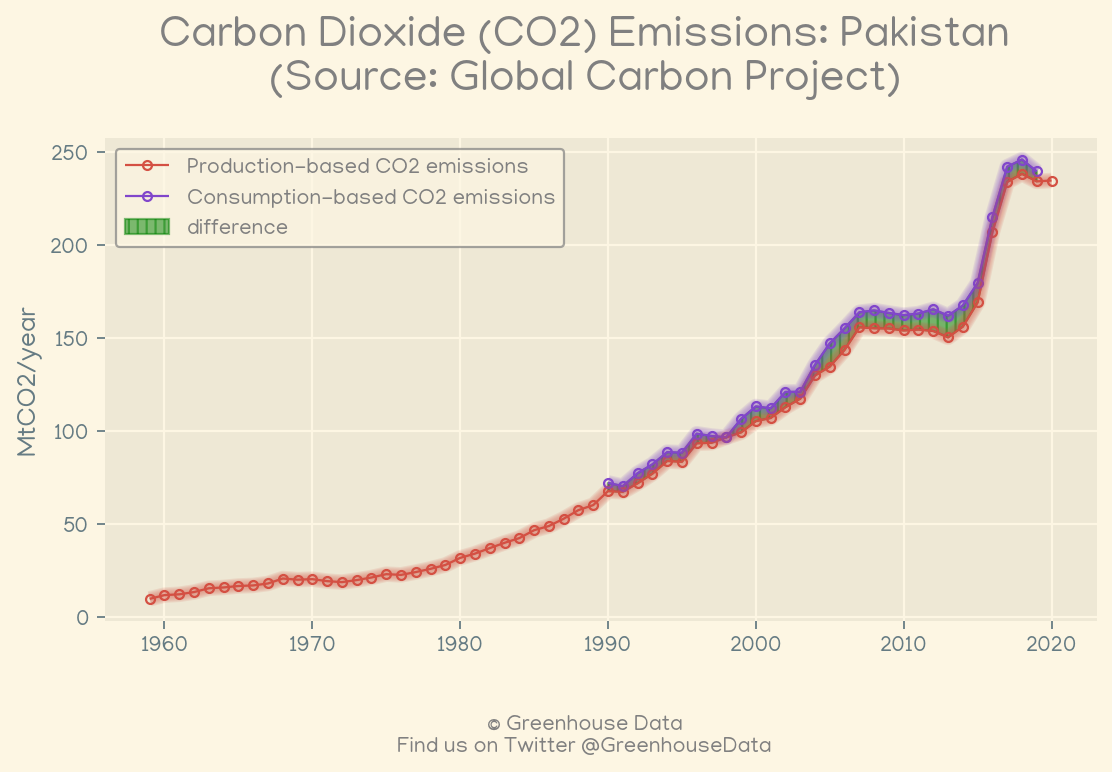 Carbon Dioxide (CO2) Emissions: Pakistan
(Source: Global Carbon Project)
Production-based CO2 emissions
Consumption-based CO2 emissions
difference
MtCO2/year
250
200
150
100
50
0
1960 1970 1980 1990 2000 2010 2020
© Greenhouse Data
Find us on Twitter @GreenhouseData